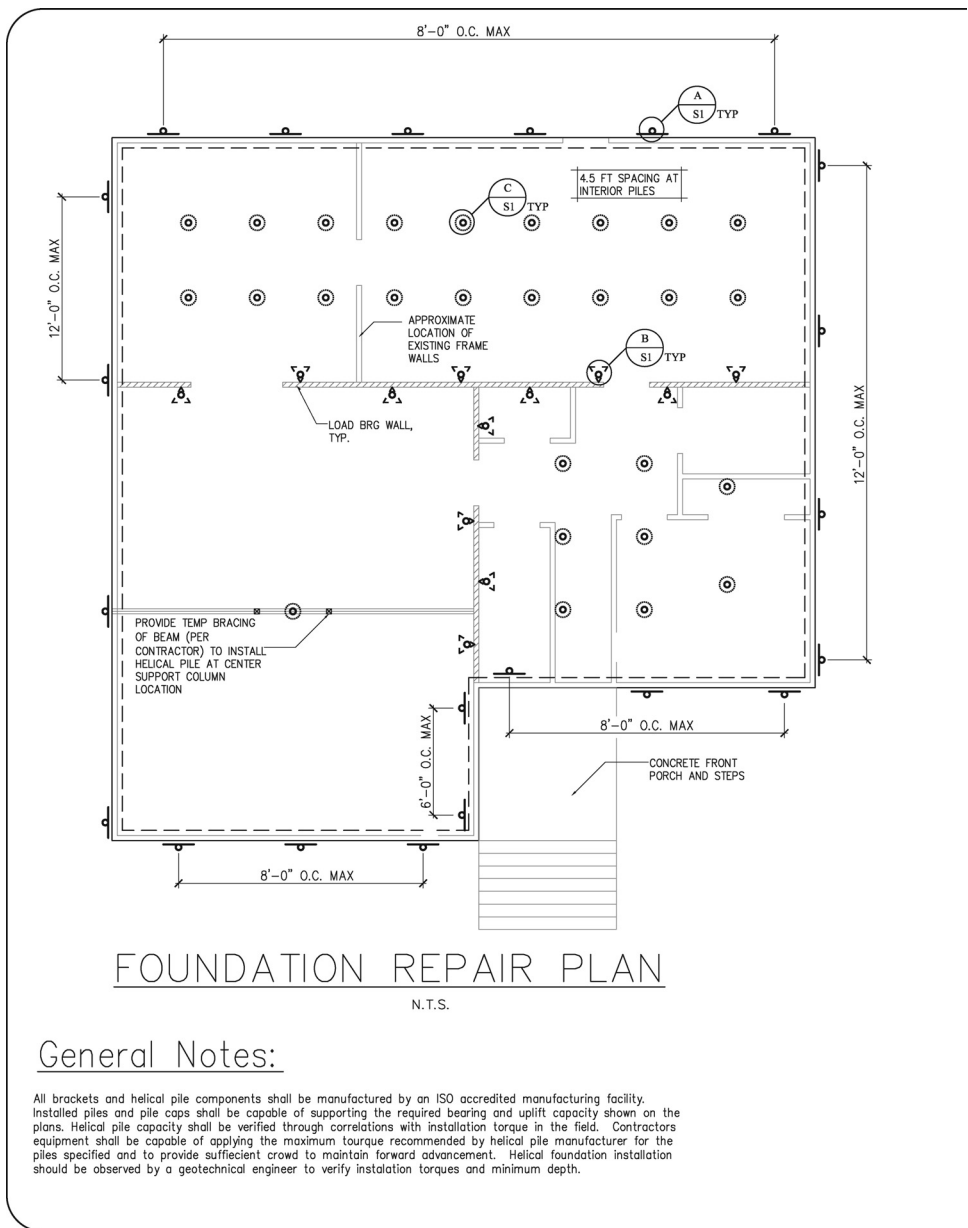 8'-0" O.C. MAX
A
S1 TYP
4.5 FT SPACING AT
INTERIOR PILES
C
S1 TYP
12'-0" O.C. MAX
APPROXIMATE
LOCATION OF
EXISTING FRAME
WALLS
B
S1 TYP
LOAD BRG WALL,
TYP.
12'-0" O.C. MAX
PROVIDE TEMP BRACING
OF BEAM (PER
CONTRACTOR) TO INSTALL
HELICAL PILE AT CENTER
SUPPORT COLUMN
LOCATION
6'-0" O.C. MAX
8'-0" O.C. MAX
CONCRETE FRONT
PORCH AND STEPS
8'-0" O.C. MAX
FOUNDATION REPAIR PLAN
N.T.S.
General Notes:
All brackets and helical pile components shall be manufactured by an ISO accredited manufacturing facility.
Installed piles and pile caps shall be capable of supporting the required bearing and uplift capacity shown on the
plans. Helical pile capacity shall be verified through correlations with installation torque in the field. Contractors
equipment shall be capable of applying the maximum tourque recommended by helical pile manufacturer for the
piles specified and to provide suffiecient crowd to maintain forward advancement. Helical foundation installation
should be observed by a geotechnical engineer to verify instalation torques and minimum depth.